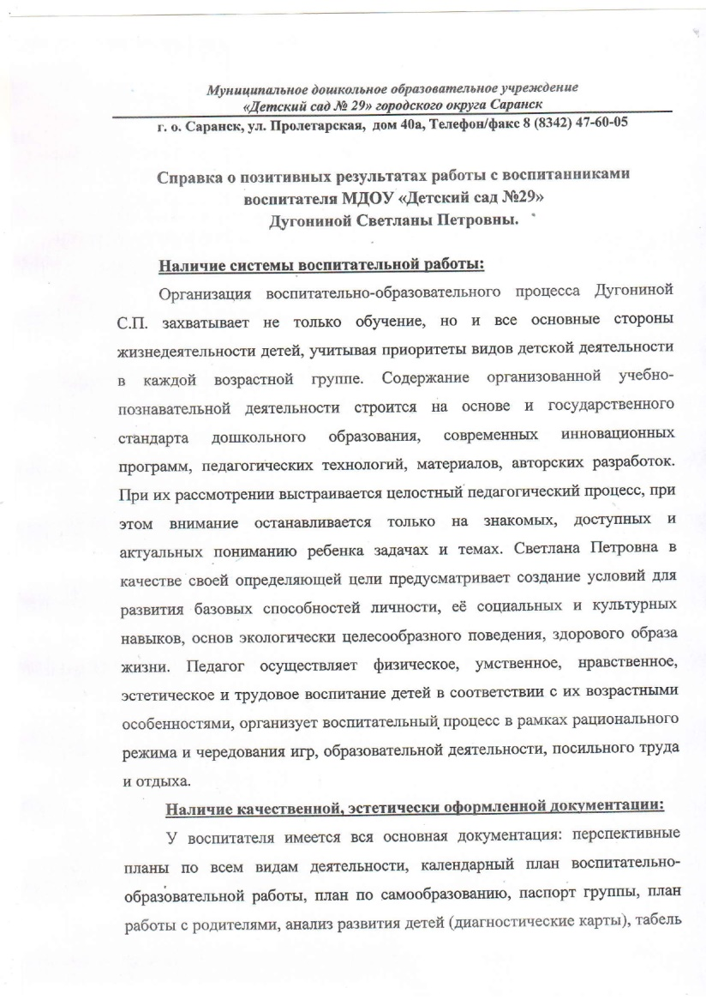 Муниципальное дошкольное образовательное учреждение
«Детский сад № 29» городского округа Саранск
г. о. Саранск, ул. Пролетарская, дом 40а, Телефон/факс 8 (8342) 47-60-05
Справка о позитивных результатах работы с воспитанниками
воспитателя МДОУ «Детский сад №29»
Дугониной Светланы Петровны.
Наличие системы воспитательной работы:
Организация воспитательно-образовательного процесса Дугониной
С.П. захватывает не только обучение, но и все основные стороны
жизнедеятельности детей, учитывая приоритеты видов детской деятельности
в каждой возрастной группе. Содержание организованной учебно-
познавательной деятельности строится на основе и государственного
стандарта дошкольного образования, современных инновационных
программ, педагогических технологий, материалов, авторских разработок.
При их рассмотрении выстраивается целостный педагогический процесс, при
этом внимание останавливается только на знакомых, доступных и
актуальных пониманию ребенка задачах и темах. Светлана Петровна в
качестве своей определяющей цели предусматривает создание условий для
развития базовых способностей личности, её социальных и культурных
навыков, основ экологически целесообразного поведения, здорового образа
жизни. Педагог осуществляет физическое, умственное, нравственное,
эстетическое и трудовое воспитание детей в соответствии с их возрастными
особенностями, организует воспитательный процесс в рамках рационального
режима и чередования игр, образовательной деятельности, посильного труда
и отдыха.
Наличие качественной, эстетически оформленной документации:
У воспитателя имеется вся основная документация: перспективные
планы по всем видам деятельности, календарный план воспитательно-
образовательной работы, план по самообразованию, паспорт группы, план
работы с родителями, анализ развития детей (диагностические карты), табель